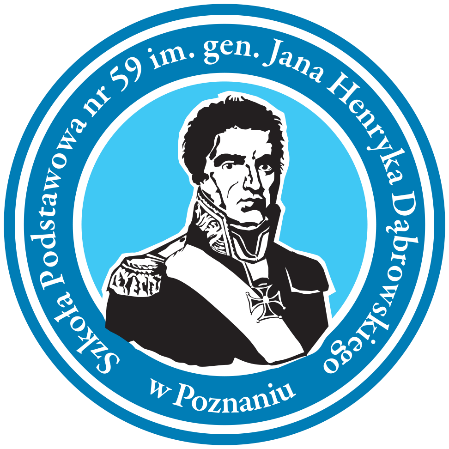 Szkoła Podstawowa nr 59 im. gen. Jana Henryka Dąbrowskiego
w Poznaniu